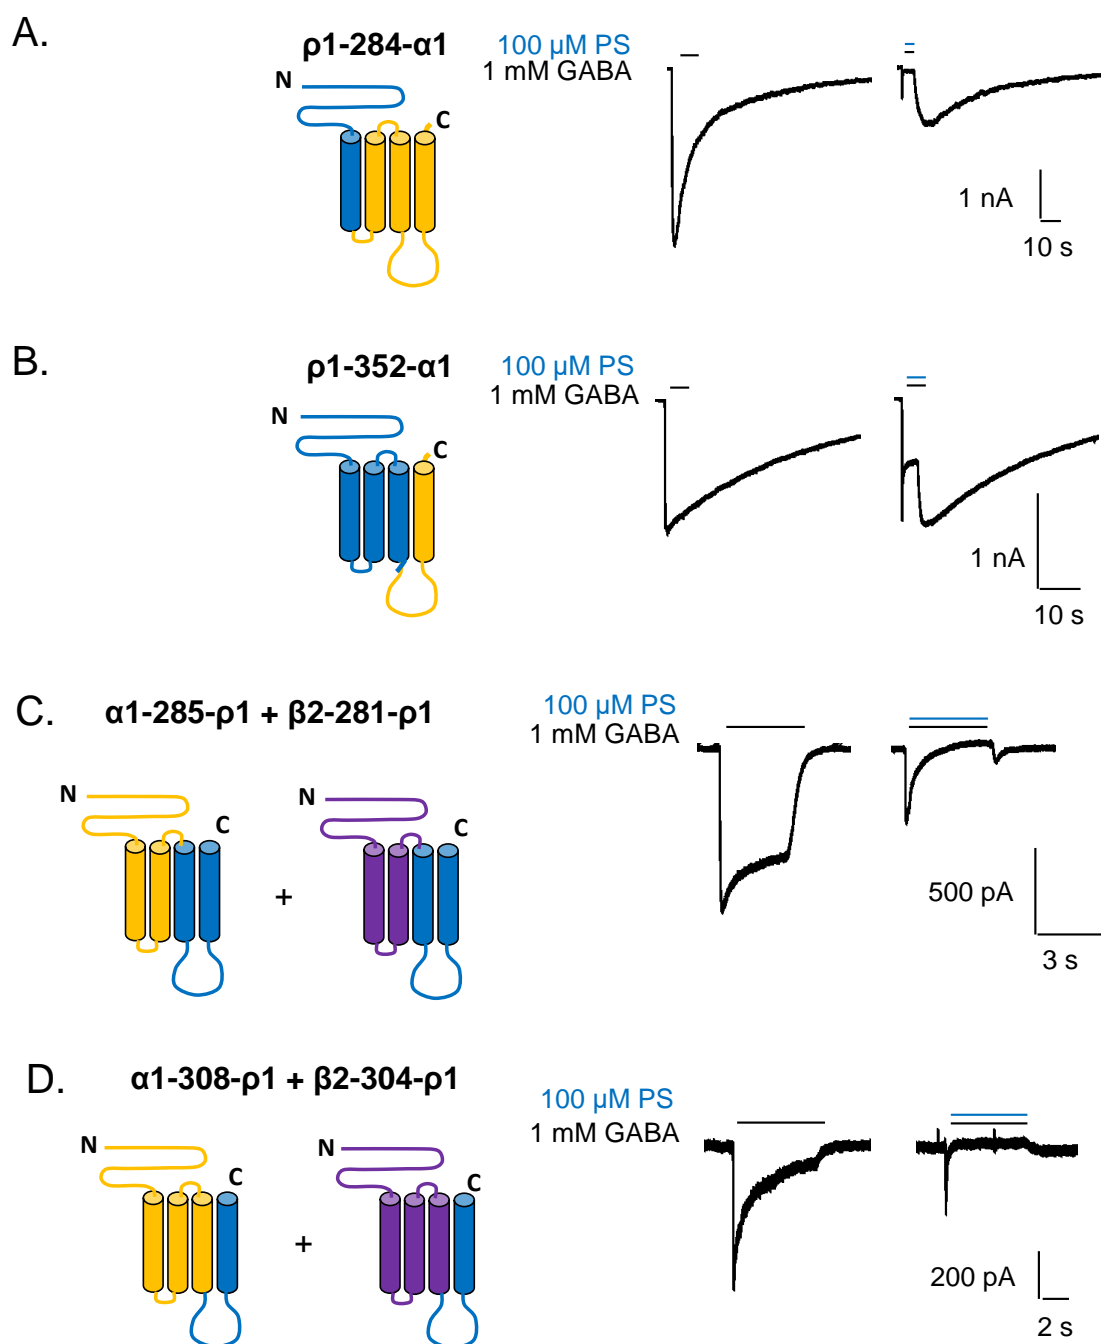 A.
ρ1-284-α1
100 µM PS
1 mM GABA
N
C
1 nA
10 s
B.
ρ1-352-α1
100 µM PS
1 mM GABA
N
C
1 nA
10 s
C.
α1-285-ρ1 + β2-281-ρ1
100 µM PS
1 mM GABA
N
C
+
N
C
500 pA
3 s
D.
α1-308-ρ1 + β2-304-ρ1
100 µM PS
1 mM GABA
N
C
+
N
C
200 pA
2 s